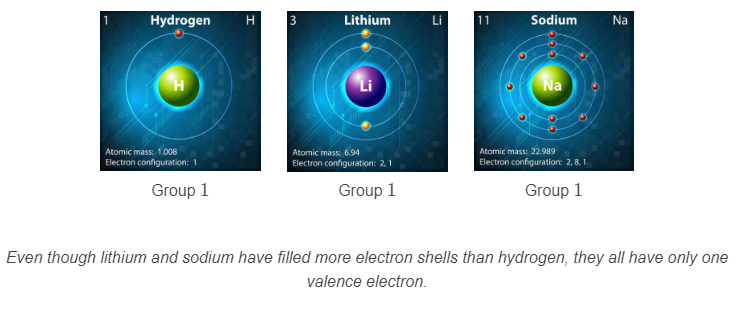 1 Hydrogen H
H
Atomic mass: 1.008
Electron configuration: 1
Group 1
3 Lithium Li
Li
Atomic mass: 6.94
Electron configuration: 2, 1
Group 1
11 Sodium Na
Na
Atomic mass: 22.989
Electron configuration: 2, 8, 1
Group 1
Even though lithium and sodium have filled more electron shells than hydrogen, they all have only one
valence electron.